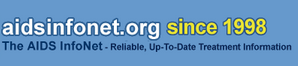 aidsinfonet.org since 1998
The AIDS InfoNet - Reliable, Up-To-Date Treatment Information